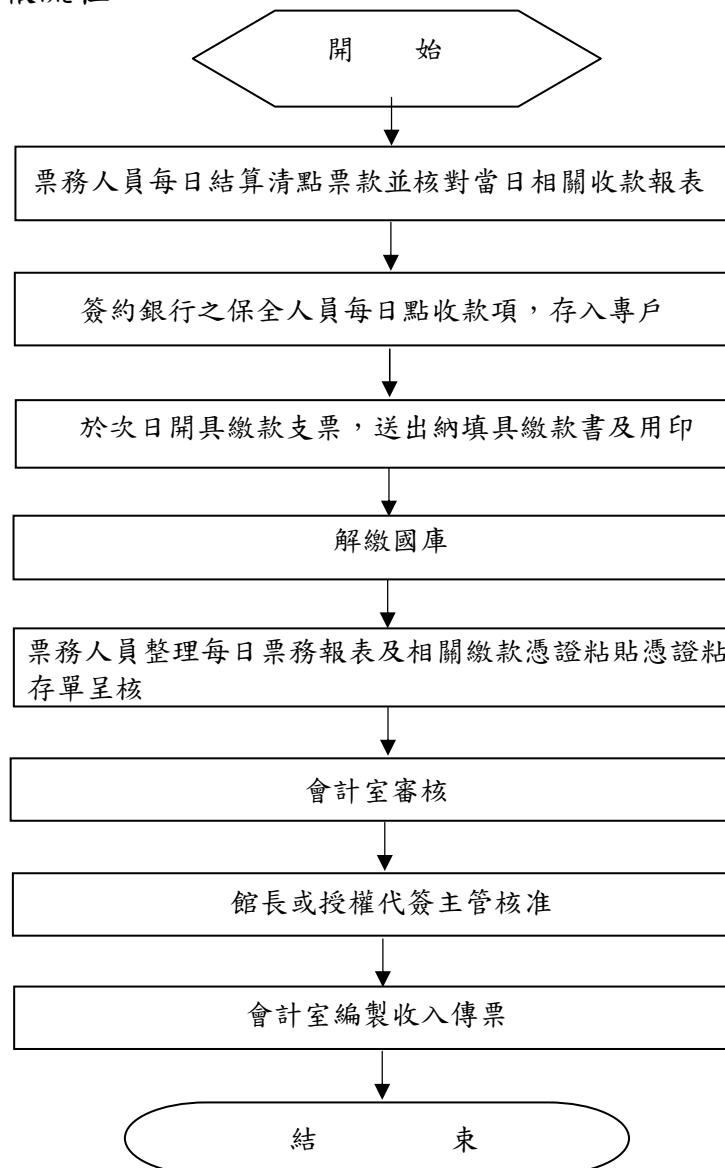 開 始
票務人員每日結算清點票款並核對當日相關收款報表
簽約銀行之保全人員每日點收款項，存入專戶
於次日開具繳款支票，送出納填具繳款書及用印
解繳國庫
票務人員整理每日票務報表及相關繳款憑證粘貼憑證粘
存單呈核
會計室審核
館長或授權代簽主管核准
會計室編製收入傳票
結 束